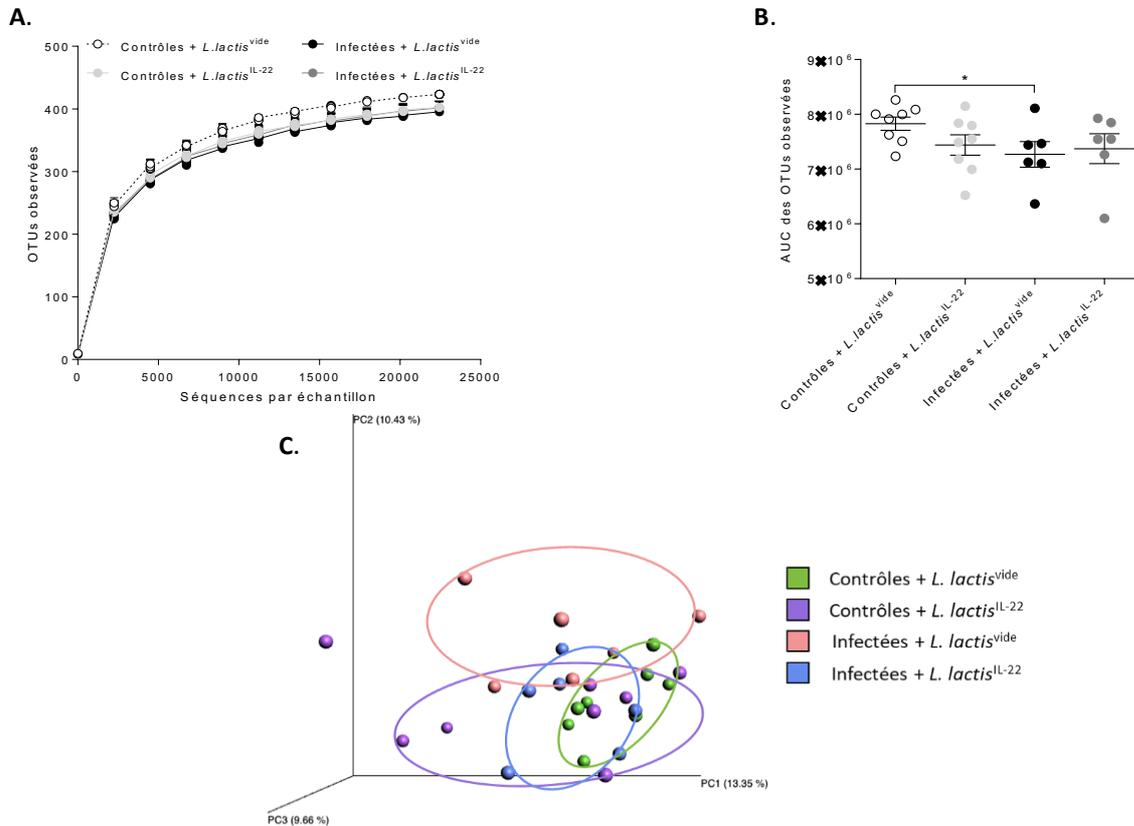 A.
500
400
300
200
100
0
OTUs observées
Contrôles + L.lactis^vide
Infectées + L.lactis^vide
Contrôles + L.lactis^IL-22
Infectées + L.lactis^IL-22
0 5000 10000 15000 20000 25000
Séquences par échantillon
B.
9✖10^6
8✖10^6
7✖10^6
6✖10^6
5✖10^6
AUC des OTUs observées
*
Contrôles + L.lactis^vide
Contrôles + L.lactis^IL-22
Infectées + L.lactis^vide
Infectées + L.lactis^IL-22
C.
PC2 (10.43 %)
PC1 (13.35 %)
PC3 (9.66 %)
Contrôles + L. lactis^vide
Contrôles + L. lactis^IL-22
Infectées + L. lactis^vide
Infectées + L. lactis^IL-22